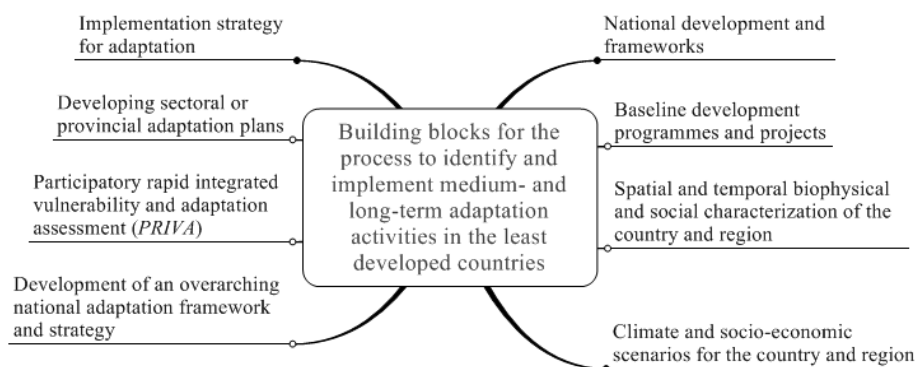 Implementation strategy
for adaptation
Developing sectoral or
provincial adaptation plans
Participatory rapid integrated
vulnerability and adaptation
assessment (PRIVA)
Development of an overarching
national adaptation framework
and strategy
Building blocks for the
process to identify and
implement medium- and
long-term adaptation
activities in the least
developed countries
National development and
frameworks
Baseline development
programmes and projects
Spatial and temporal biophysical
and social characterization of the
country and region
Climate and socio-economic
scenarios for the country and region